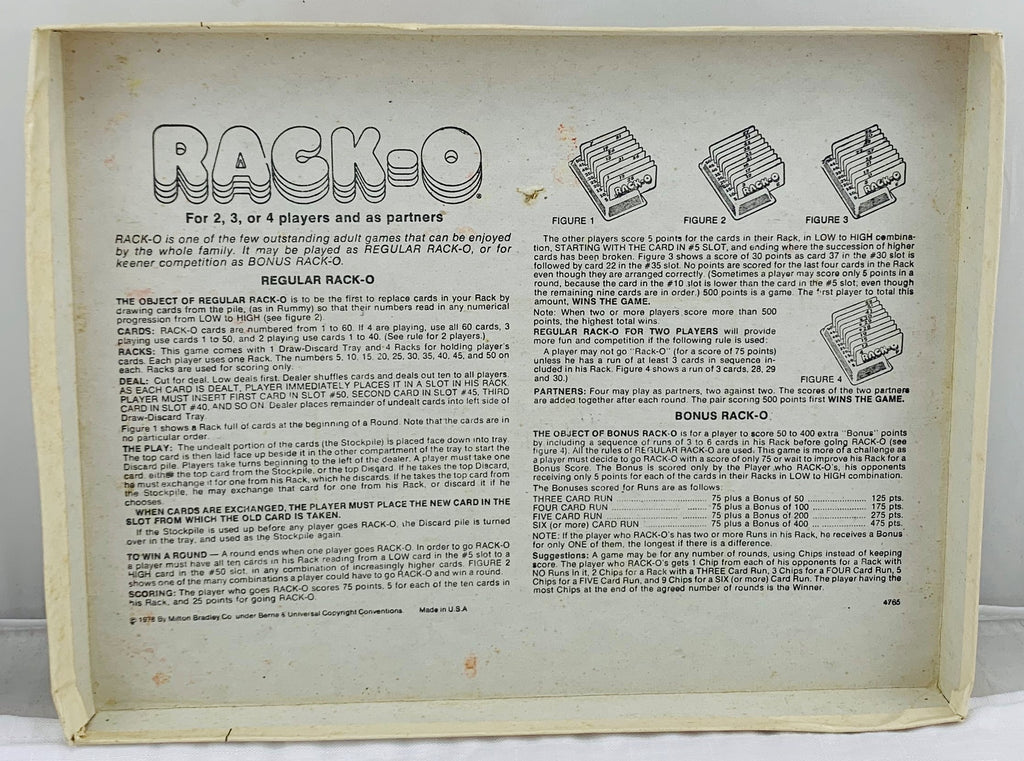 RACK-O
For 2, 3, or 4 players and as partners
RACK-O is one of the few outstanding adult games that can be enjoyed
by the whole family. It may be played as REGULAR RACK-O, or for
keener competition as BONUS RACK-O.
REGULAR RACK-O
THE OBJECT OF REGULAR RACK-O is to be the first to replace cards in your Rack by
drawing cards from the pile, (as in Rummy) so that their numbers read in any numerical
progression from LOW to HIGH (see figure 2).
CARDS: RACK-O cards are numbered from 1 to 60. If 4 are playing, use all 60 cards, 3
playing use cards 1 to 50, and 2 playing use cards 1 to 40. (See rule for 2 players).
RACKS: This game comes with 1 Draw-Discard Tray and 4 Racks for holding player's
cards. Each player uses one Rack. The numbers 5, 10, 15, 20, 25, 30, 35, 40, 45, and 50 on
each. Racks are used for scoring only.
DEAL: Cut for deal. Low deals first. Dealer shuffles cards and deals out ten to all players.
AS EACH CARD IS DEALT, PLAYER IMMEDIATELY PLACES IT IN A SLOT IN HIS RACK.
PLAYER MUST INSERT FIRST CARD IN SLOT #50, SECOND CARD IN SLOT #45, THIRD
CARD IN SLOT #40, AND SO ON. Dealer places remainder of undealt cards into left side of
Draw-Discard Tray.
Figure 1 shows a Rack full of cards at the beginning of a Round. Note that the cards are in
no particular order.
THE PLAY: The undealt portion of the cards (the Stockpile) is placed face down into tray.
The top card is then laid face up beside it in the other compartment of the tray to start the
Discard pile. Players take turns beginning to the left of the dealer. A player must take one
card, either the top card from the Stockpile, or the top Discard. If he takes the top Discard,
he must exchange it for one from his Rack, which he discards. If he takes the top card from
the Stockpile, he may exchange that card for one from his Rack, or discard it if he
chooses.
WHEN CARDS ARE EXCHANGED, THE PLAYER MUST PLACE THE NEW CARD IN THE
SLOT FROM WHICH THE OLD CARD IS TAKEN.
If the Stockpile is used up before any player goes RACK-O, the Discard pile is turned
over in the tray, and used as the Stockpile again.
TO WIN A ROUND — A round ends when one player goes RACK-O. In order to go RACK-O
a player must have all ten cards in his Rack reading from a LOW card in the #5 slot to a
HIGH card in the #50 slot, in any combination of increasingly higher cards. FIGURE 2
shows one of the many combinations a player could have to go RACK-O and win a round.
SCORING: The player who goes RACK-O scores 75 points, 5 for each of the ten cards in
his Rack, and 25 points for going RACK-O.
© 1978 By Milton Bradley Co. under Berne & Universal Copyright Conventions. Made in U.S.A
RACK-O
RACK-O
RACK-O
FIGURE 1
FIGURE 2
FIGURE 3
The other players score 5 points for the cards in their Rack, in LOW to HIGH combina-
tion, STARTING WITH THE CARD IN #5 SLOT, and ending where the succession of higher
cards has been broken. Figure 3 shows a score of 30 points as card 37 in the #30 slot is
followed by card 22 in the #35 slot. No points are scored for the last four cards in the Rack
even though they are arranged correctly. (Sometimes a player may score only 5 points in a
round, because the card in the #10 slot is lower than the card in the #5 slot; even though
the remaining nine cards are in order.) 500 points is a game. The first player to total this
amount, WINS THE GAME.
Note: When two or more players score more than 500
points, the highest total wins.
REGULAR RACK-O FOR TWO PLAYERS will provide
more fun and competition if the following rule is used:
A player may not go "Rack-O" (for a score of 75 points)
unless he has a run of at least 3 cards in sequence in-
cluded in his Rack. Figure 4 shows a run of 3 cards, 28, 29
and 30.)
RACK-O
FIGURE 4
PARTNERS: Four may play as partners, two against two. The scores of the two partners
are added together after each round. The pair scoring 500 points first WINS THE GAME.
BONUS RACK-O
THE OBJECT OF BONUS RACK-O is for a player to score 50 to 400 extra "Bonus" points
by including a sequence of runs of 3 to 6 cards in his Rack before going RACK-O (see
figure 4). All the rules of REGULAR RACK-O are used. This game is more of a challenge as
a player must decide to go RACK-O with a score of only 75 or wait to improve his Rack for a
Bonus Score. The Bonus is scored only by the Player who RACK-O's, his opponents
receiving only 5 points for each of the cards in their Racks in LOW to HIGH combination.
The Bonuses scored for Runs are as follows:
THREE CARD RUN 75 plus a Bonus of 50 125 pts.
FOUR CARD RUN 75 plus a Bonus of 100 175 pts.
FIVE CARD RUN 75 plus a Bonus of 200 275 pts.
SIX (or more) CARD RUN 75 plus a Bonus of 400 475 pts.
NOTE: If the player who RACK-O's has two or more Runs in his Rack, he receives a Bonus
for only ONE of them, the longest if there is a difference.
Suggestions: A game may be for any number of rounds, using Chips instead of keeping
score. The player who RACK-O's gets 1 Chip from each of his opponents for a Rack with
NO Runs in it, 2 Chips for a Rack with a THREE Card Run, 3 Chips for a FOUR Card Run, 5
Chips for a FIVE Card Run, and 9 Chips for a SIX (or more) Card Run. The player having the
most Chips at the end of the agreed number of rounds is the Winner.
4765